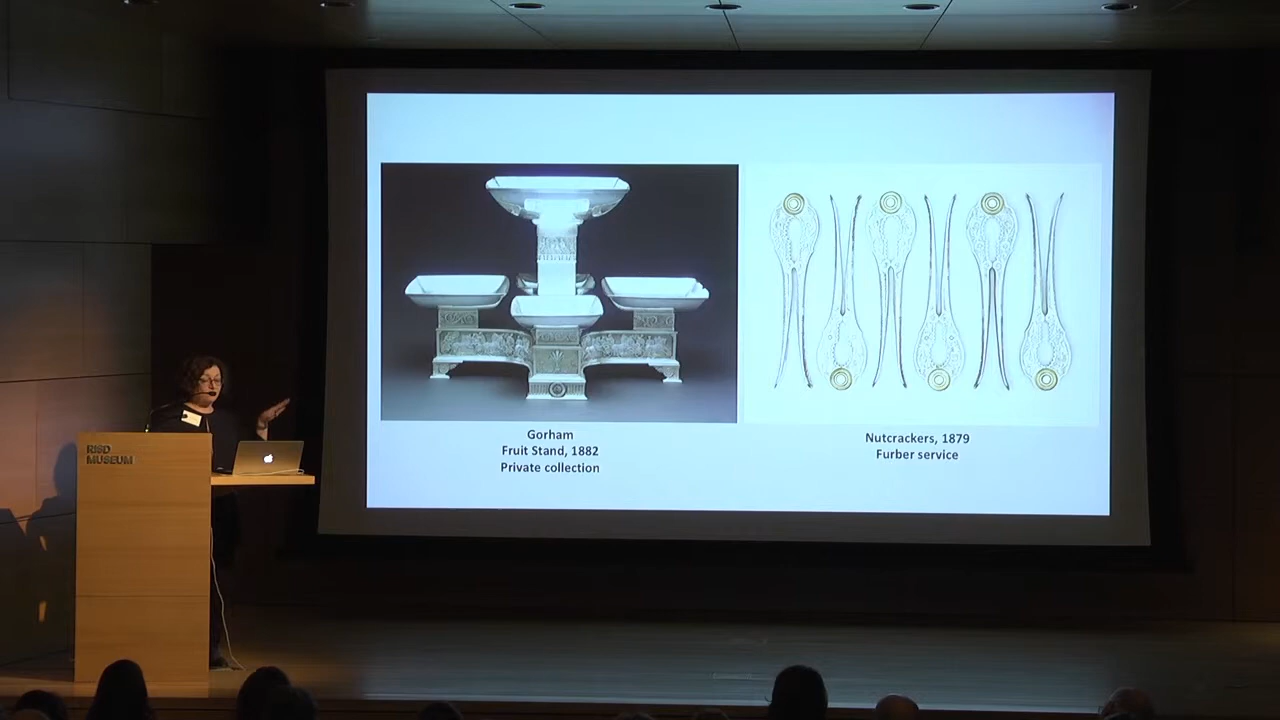 RISD
MUSEUM
Gorham
Fruit Stand, 1882
Private collection
Nutcrackers, 1879
Furber service